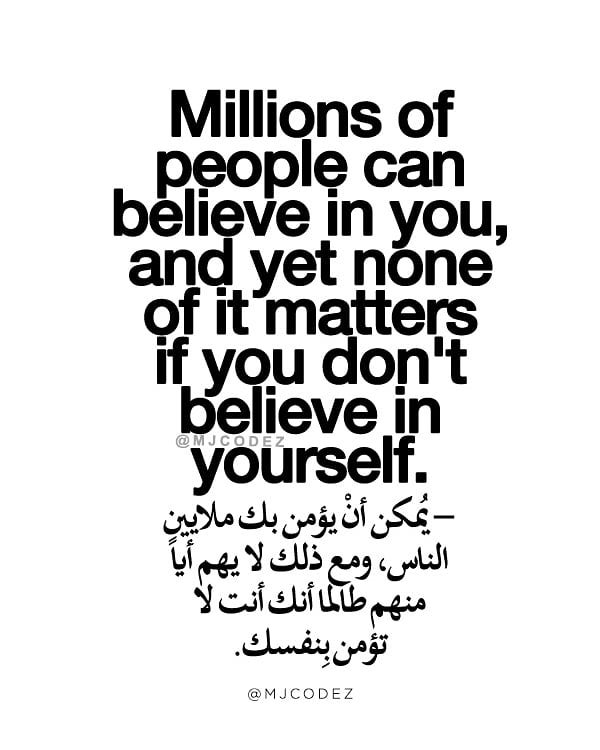 Millions of
people can
believe in you,
and yet none
of it matters
if you don't
believe in
@MJCODEZ
yourself.
– يُمكن أنْ يؤمن بك ملايين
الناس، ومع ذلك لا يهم أياً
منهم طالما أنك أنت لا
تؤمن بِنفسك.
@MJCODEZ